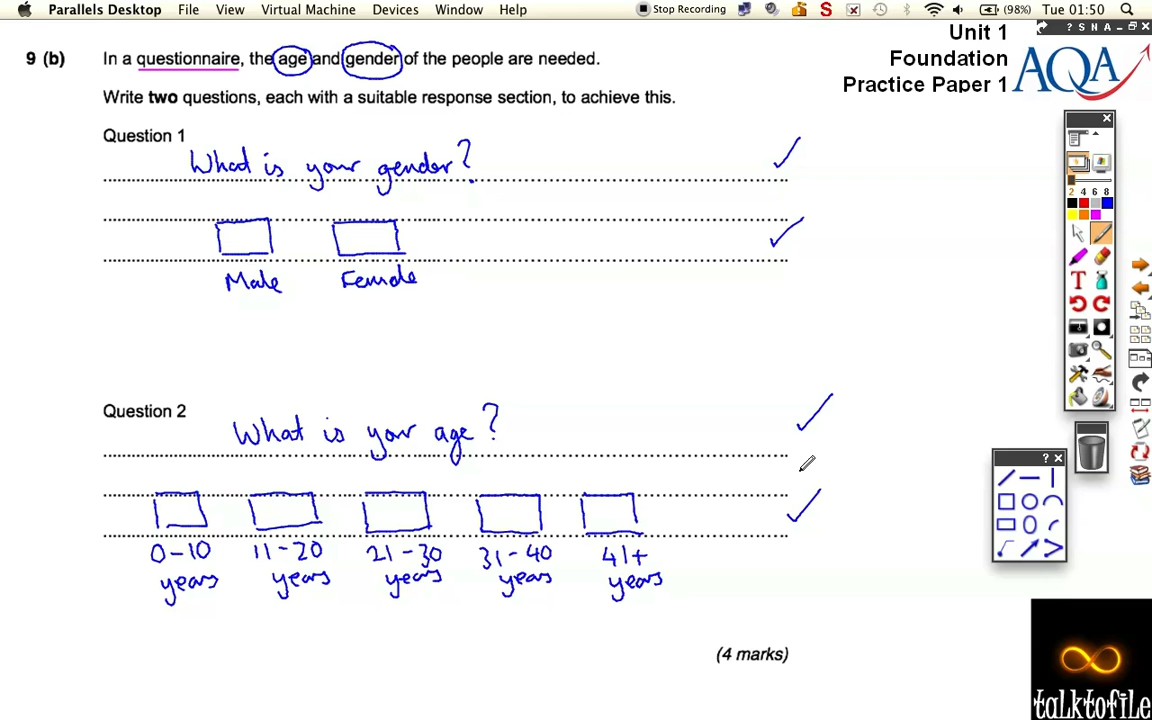 Parallels Desktop File View Virtual Machine Devices Window Help Stop Recording S (98%) Tue 01:50
? S N A
Unit 1
Foundation
Practice Paper 1
AQA
9 (b) In a questionnaire, the age and gender of the people are needed.
Write two questions, each with a suitable response section, to achieve this.
Question 1
What is your gender?
Male Female
Question 2
What is your age?
0-10 11-20 21-30 31-40 41+
years years years years years
(4 marks)
2 4 6 8
T
?
talktofile